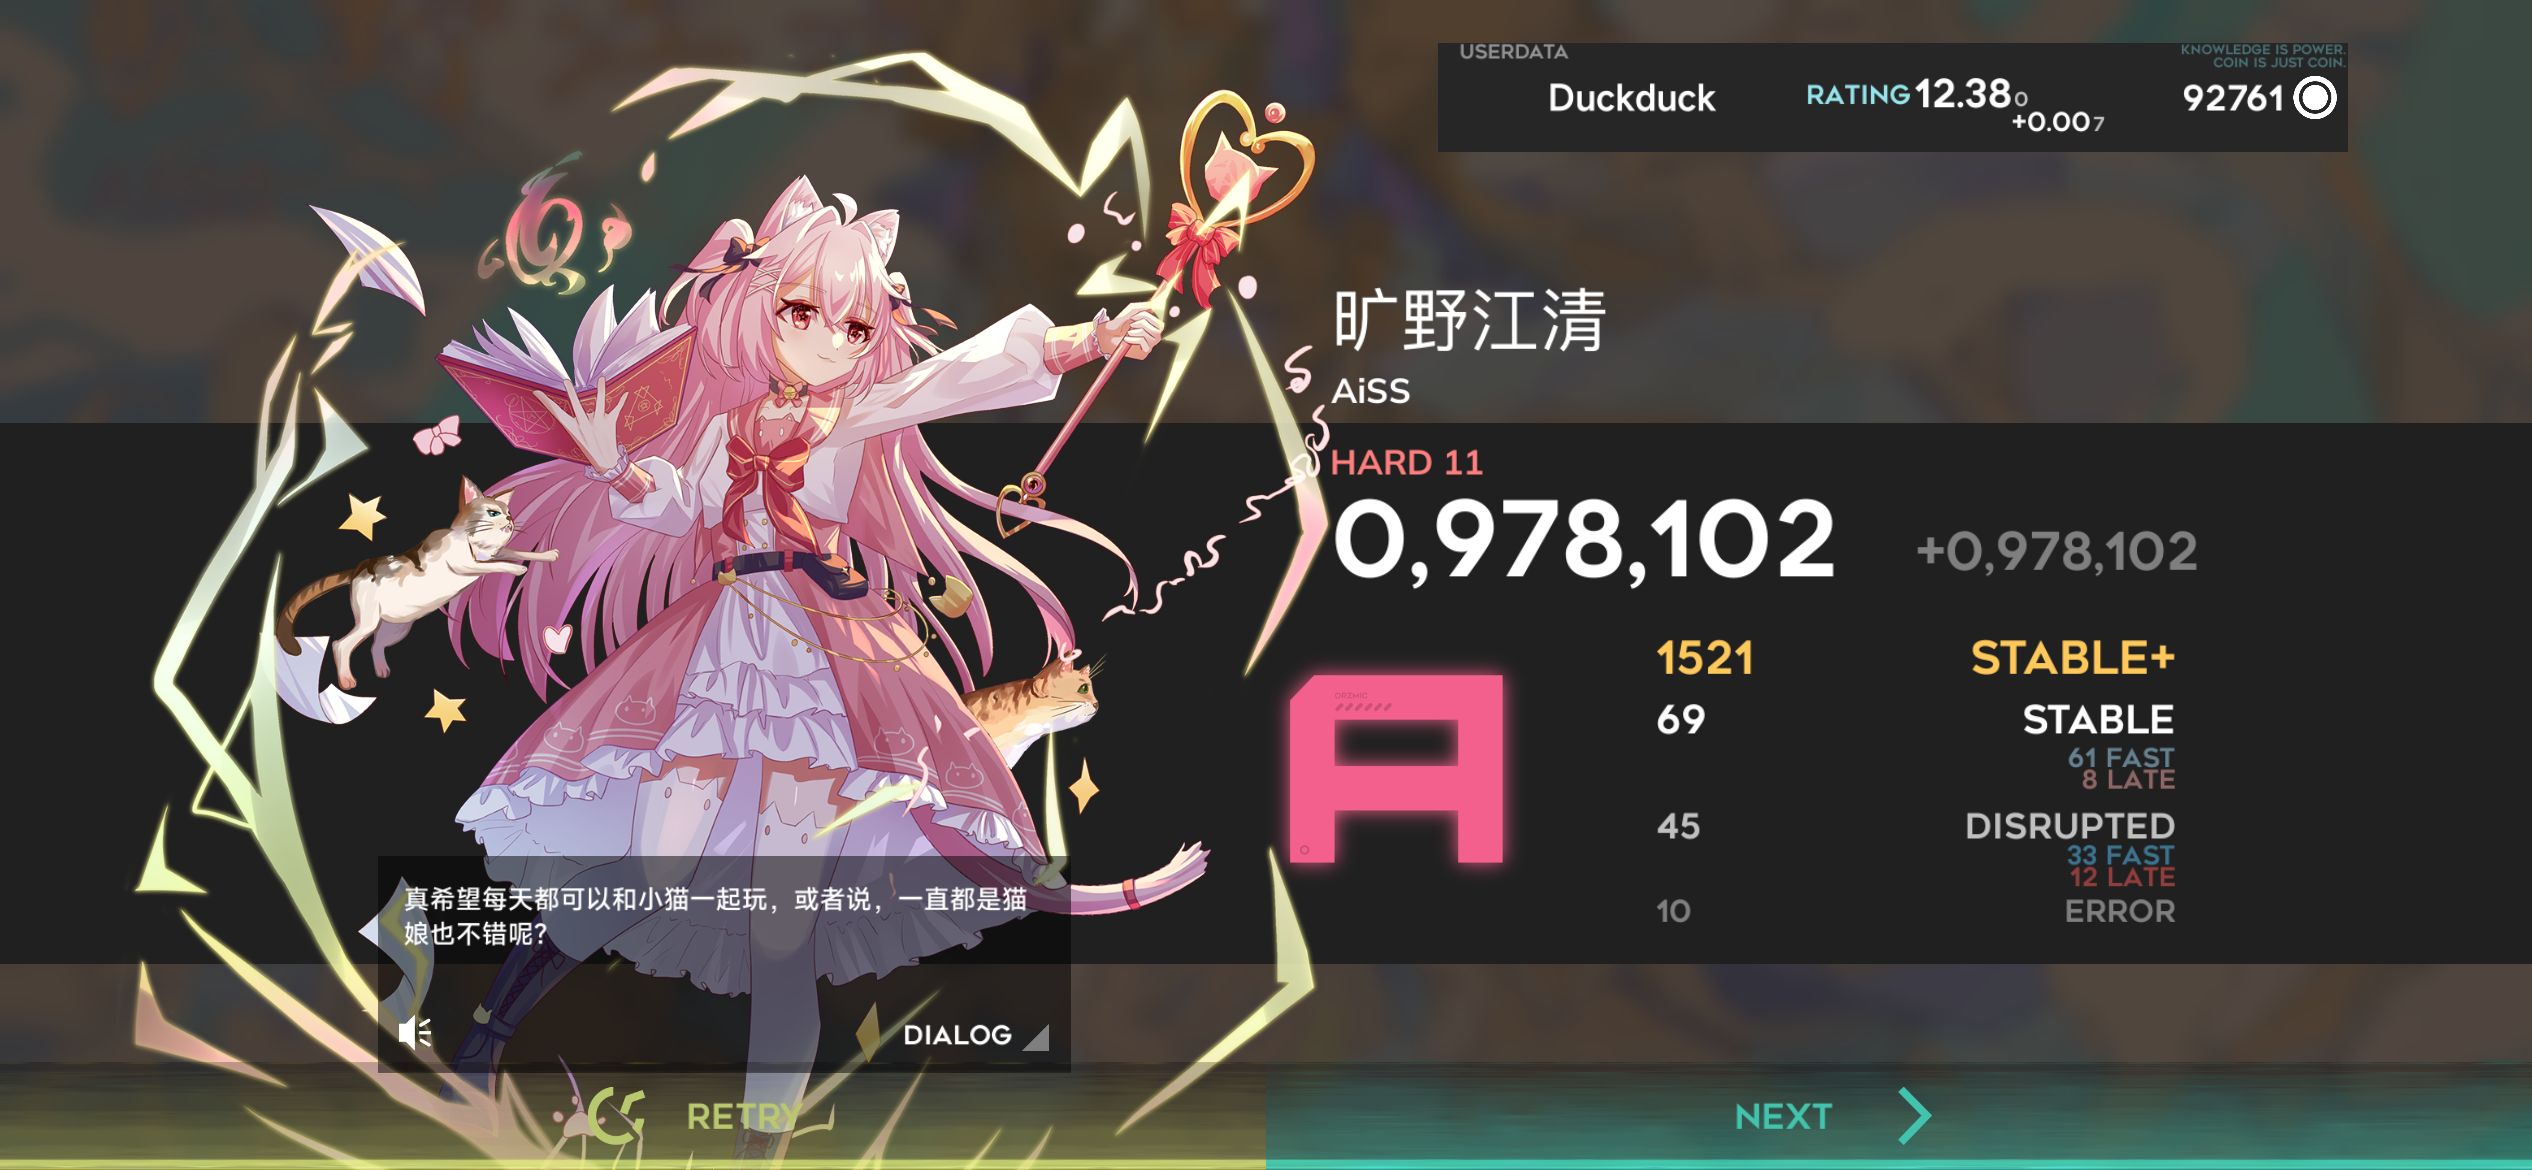 USERDATA
KNOWLEDGE IS POWER.
COIN IS JUST COIN.
Duckduck
RATING 12.380
+0.007
92761
旷野江清
AiSS
HARD 11
0,978,102
+0,978,102
ORZMIC
1521 STABLE+
69 STABLE
61 FAST
8 LATE
45 DISRUPTED
33 FAST
12 LATE
10 ERROR
真希望每天都可以和小猫一起玩，或者说，一直都是猫
娘也不错呢？
DIALOG
RETRY
NEXT